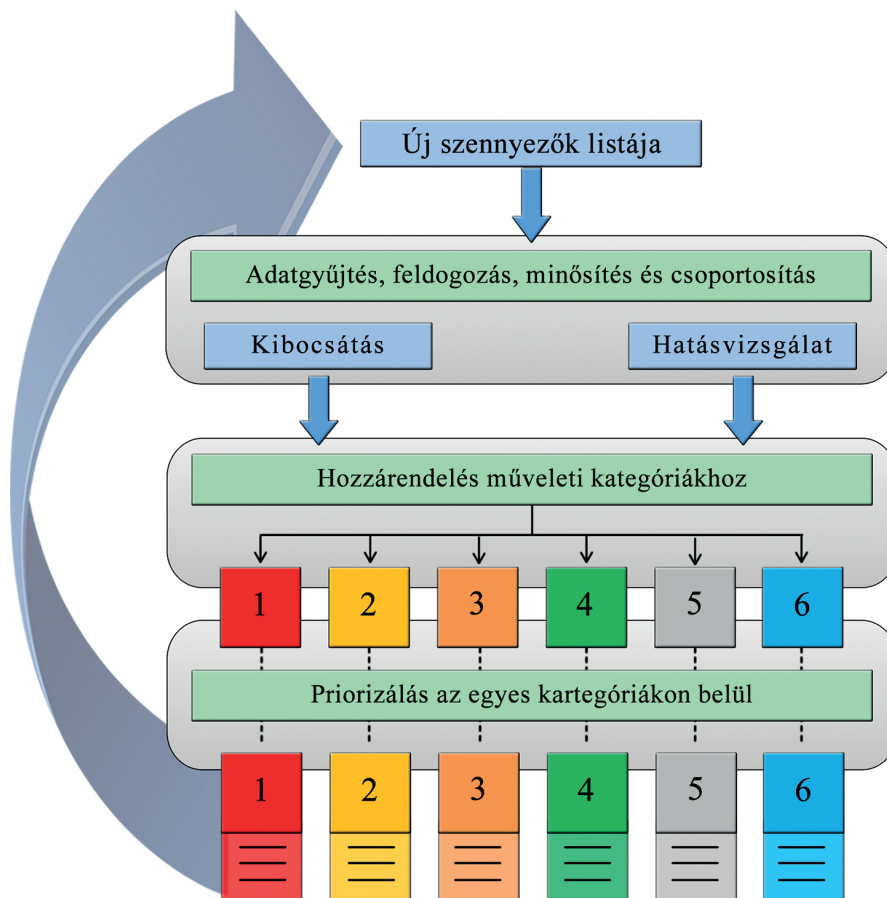 Új szennyezők listája
Adatgyűjtés, feldogozás, minősítés és csoportosítás
Kibocsátás
Hatásvizsgálat
Hozzárendelés műveleti kategóriákhoz
1 2 3 4 5 6
Priorizálás az egyes kartegóriákon belül
1 2 3 4 5 6